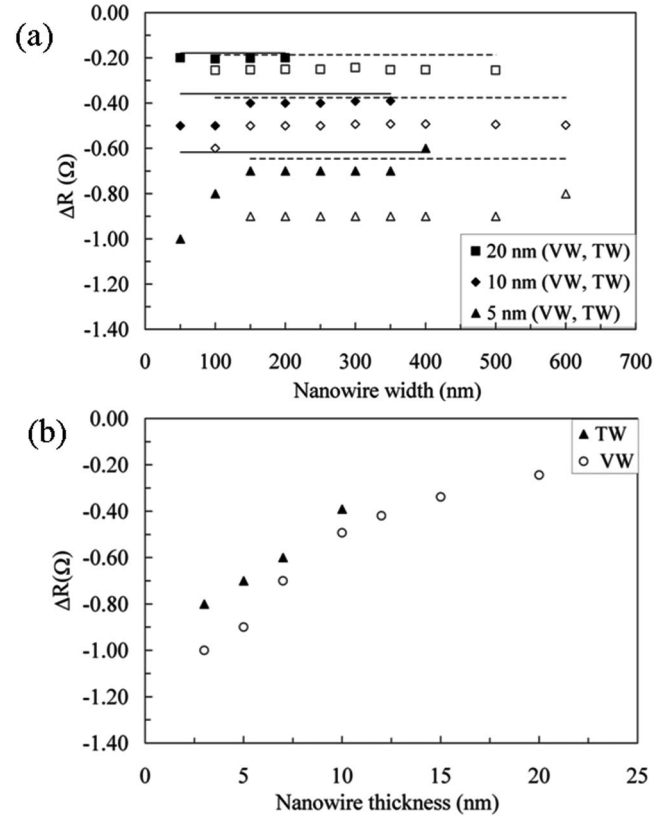 (a)
0.00
-0.20
-0.40
-0.60
-0.80
-1.00
-1.20
-1.40
ΔR (Ω)
20 nm (VW, TW)
10 nm (VW, TW)
5 nm (VW, TW)
0 100 200 300 400 500 600 700
Nanowire width (nm)
(b)
0.00
-0.20
-0.40
-0.60
-0.80
-1.00
-1.20
-1.40
ΔR(Ω)
TW
VW
0 5 10 15 20 25
Nanowire thickness (nm)